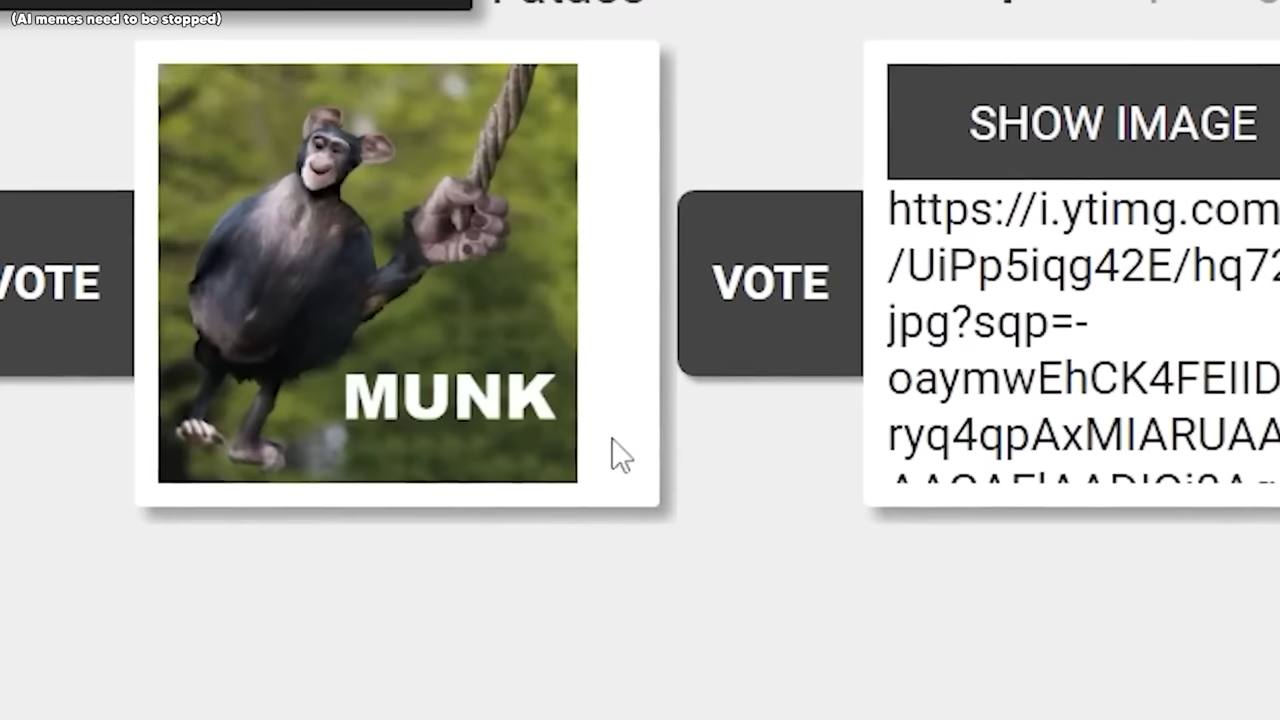 (AI memes need to be stopped)
VOTE
MUNK
VOTE
SHOW IMAGE
https://i.ytimg.com
/UiPp5iqg42E/hq72
jpg?sqp=-
oaymwEhCK4FEIID
ryq4qpAxMIARUAA